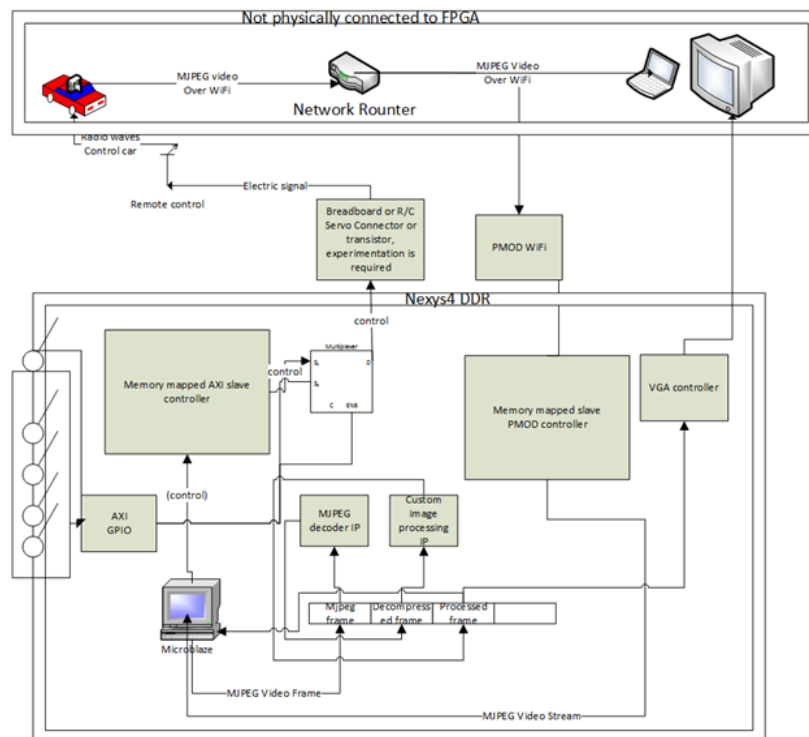 Not physically connected to FPGA
MJPEG video
Over WiFi
MJPEG Video
Over WiFi
Network Rounter
Radio waves
Control car
Electric signal
Remote control
Breadboard or R/C
Servo Connector or
transistor,
experimentation is
required
PMOD WiFi
Nexys4 DDR
control
Multiplexer
Memory mapped AXI slave
controller
control
S₁
D
S₂
C ENB
Memory mapped slave
PMOD controller
VGA controller
(control)
AXI
GPIO
MJPEG
decoder IP
Custom
image
processing
IP
Mjpeg
frame
Decompress
ed frame
Processed
frame
Microblaze
MJPEG Video Frame
MJPEG Video Stream